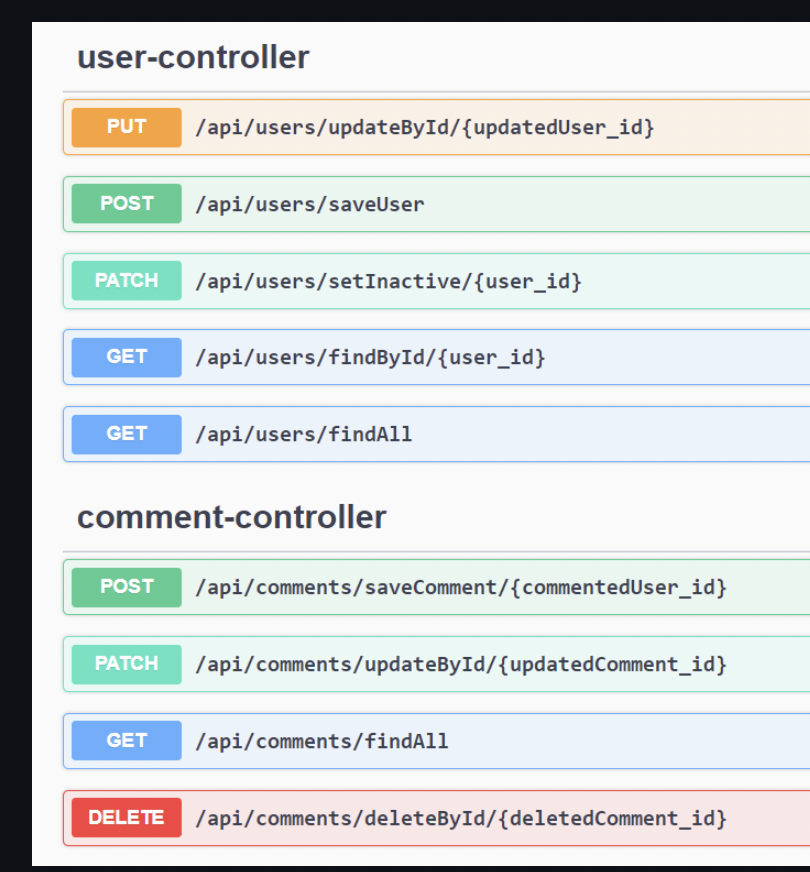 user-controller
PUT /api/users/updateById/{updatedUser_id}
POST /api/users/saveUser
PATCH /api/users/setInactive/{user_id}
GET /api/users/findById/{user_id}
GET /api/users/findAll
comment-controller
POST /api/comments/saveComment/{commentedUser_id}
PATCH /api/comments/updateById/{updatedComment_id}
GET /api/comments/findAll
DELETE /api/comments/deleteById/{deletedComment_id}